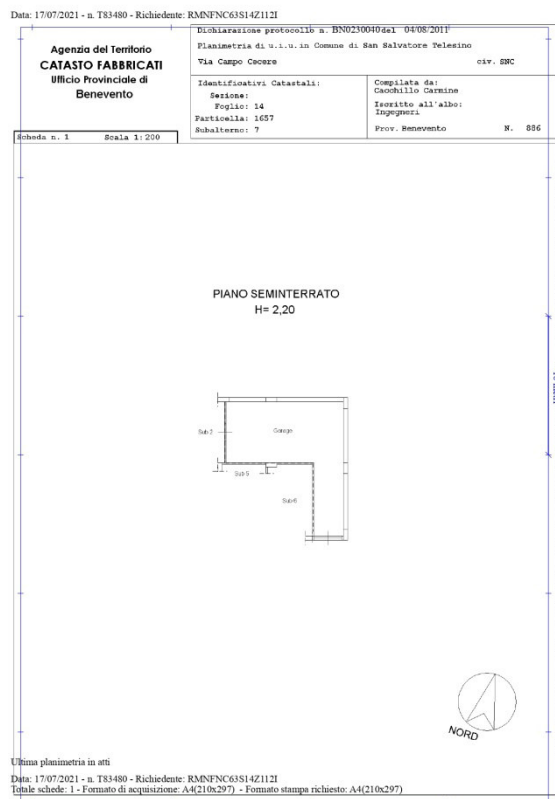 Data: 17/07/2021 - n. T83480 - Richiedente: RMNFNC63S14Z112I
Agenzia del Territorio
CATASTO FABBRICATI
Ufficio Provinciale di
Benevento
Dichiarazione protocollo n. BN0230040 del 04/08/2011
Planimetria di u.i.u. in Comune di San Salvatore Telesino
Via Campo Cecere civ. SNC
Identificativi Catastali:
Sezione:
Foglio: 14
Particella: 1657
Subalterno: 7
Compilata da:
Cacchillo Carmine
Iscritto all'albo:
Ingegneri
Prov. Benevento N. 886
Scheda n. 1 Scala 1:200
PIANO SEMINTERRATO
H= 2,20
Sub 2
Garage
Sub 5
Sub 6
NORD
Ultima planimetria in atti
Data: 17/07/2021 - n. T83480 - Richiedente: RMNFNC63S14Z112I
Totale schede: 1 - Formato di acquisizione: A4(210x297) - Formato stampa richiesto: A4(210x297)